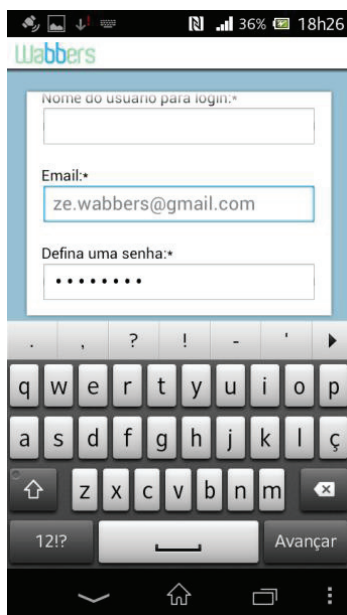 36% 18h26
Wabbers
Nome do usuário para login:*
Email:*
ze.wabbers@gmail.com
Defina uma senha:*
. , ? ! - '
q w e r t y u i o p
a s d f g h j k l ç
z x c v b n m
12!? Avançar